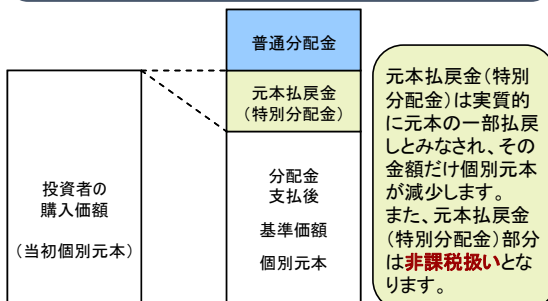 普通分配金
元本払戻金
(特別分配金)
投資者の
購入価額
(当初個別元本)
分配金
支払後
基準価額
個別元本
元本払戻金(特別
分配金)は実質的
に元本の一部払戻
しとみなされ、その
金額だけ個別元本
が減少します。
また、元本払戻金
(特別分配金)部分
は非課税扱いとな
ります。